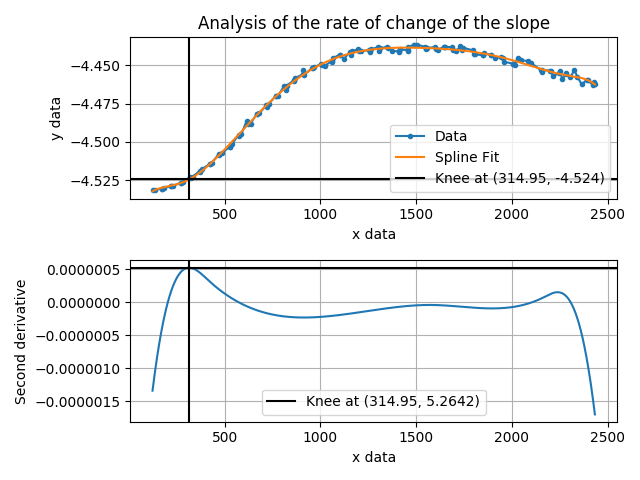 Analysis of the rate of change of the slope
−4.450
−4.475
−4.500
−4.525
y data
Data
Spline Fit
Knee at (314.95, -4.524)
500
1000
1500
2000
2500
x data
0.0000005
0.0000000
−0.0000005
−0.0000010
−0.0000015
Second derivative
Knee at (314.95, 5.2642)
500
1000
1500
2000
2500
x data